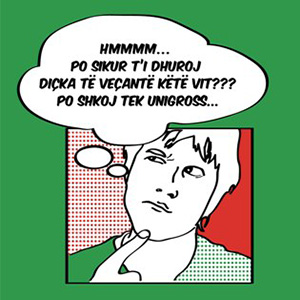 HMMMM...
PO SIKUR T'I DHUROJ
DIÇKA TË VEÇANTË KËTË VIT???
PO SHKOJ TEK UNIGROSS...